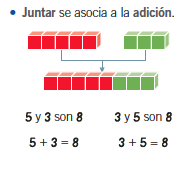 • Juntar se asocia a la adición.
5 y 3 son 8 3 y 5 son 8
5 + 3 = 8 3 + 5 = 8